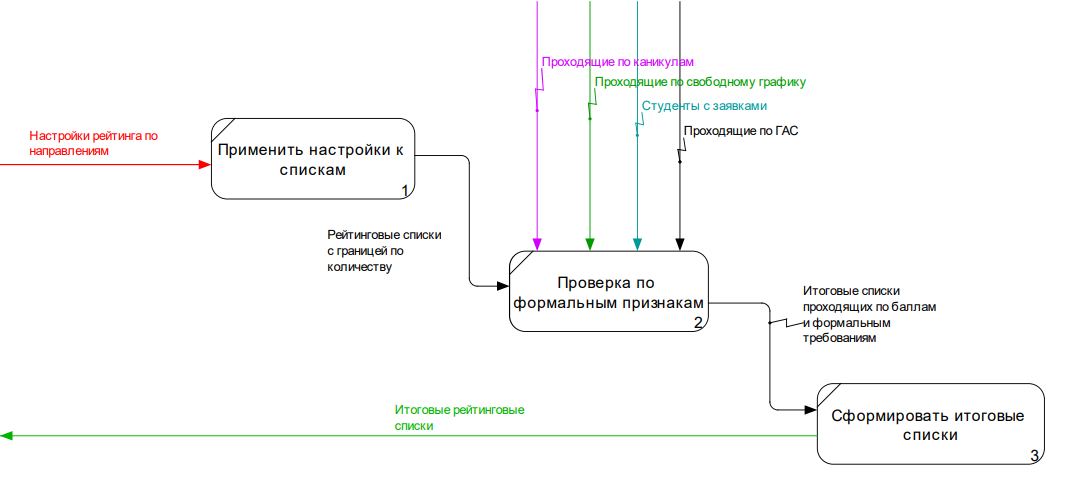 Проходящие по каникулам
Проходящие по свободному графику
Студенты с заявками
Проходящие по ГАС
Настройки рейтинга по
направлениям
Применить настройки к
спискам
1
Рейтинговые списки
с границей по
количеству
Проверка по
формальным признакам
2
Итоговые списки
проходящих по баллам
и формальным
требованиям
Итоговые рейтинговые
списки
Сформировать итоговые
списки
3